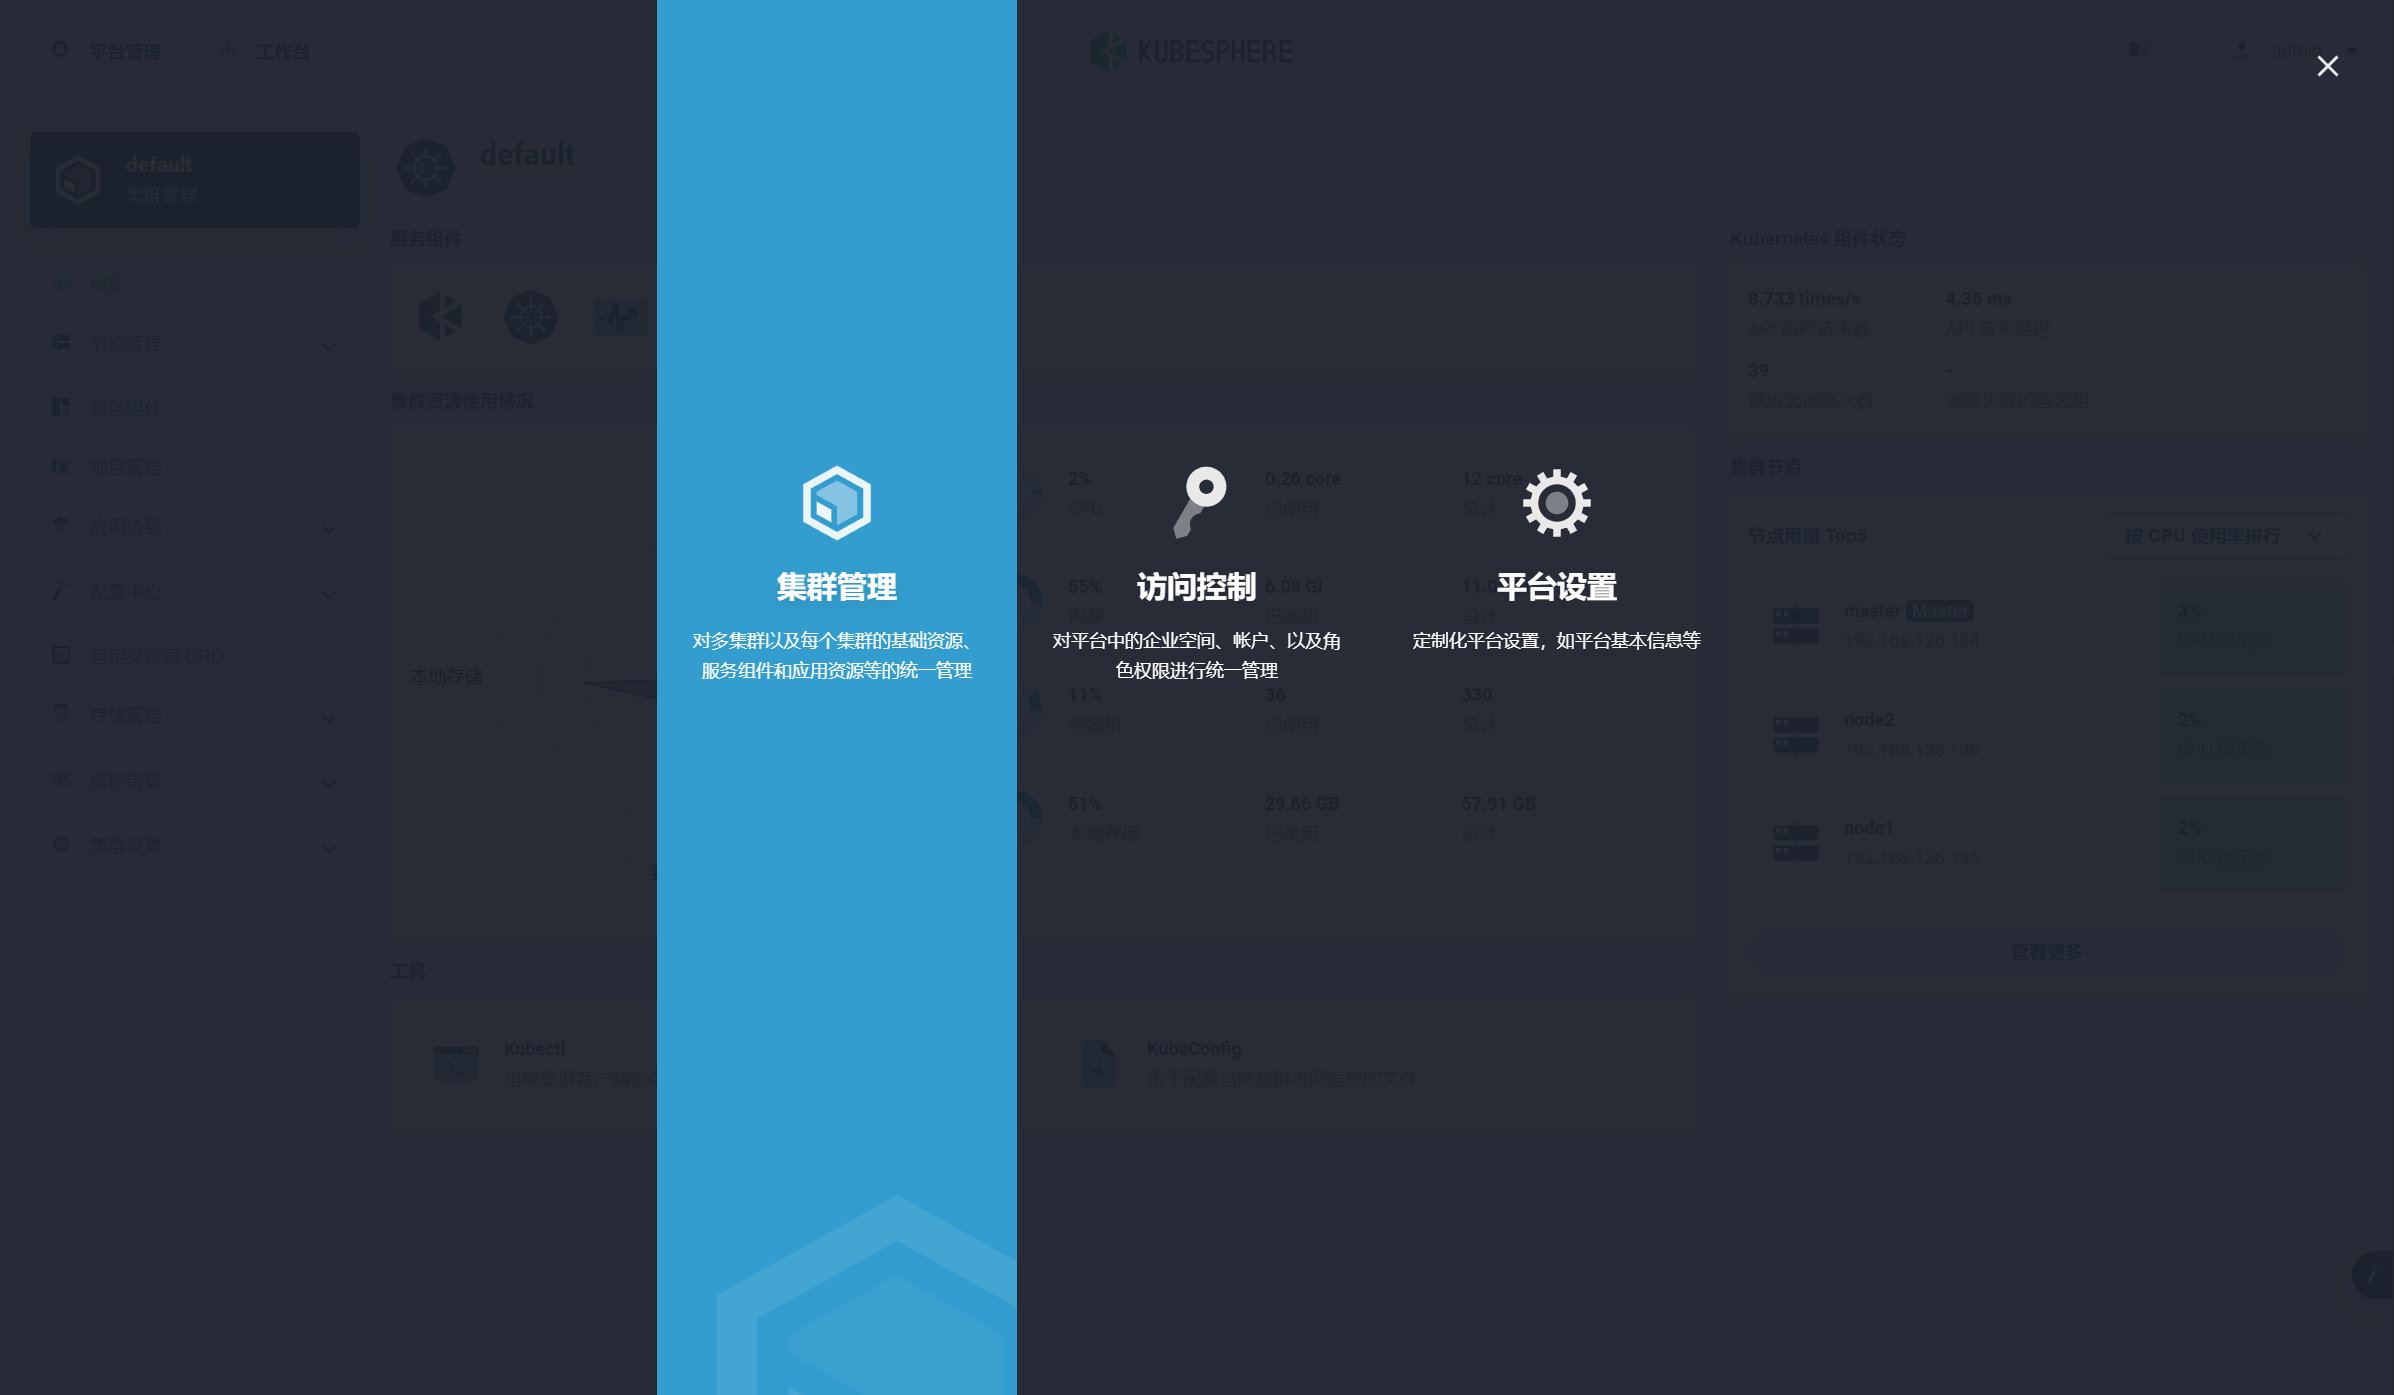 平台管理
工作台
KUBESPHERE
admin
default
集群管理
default
服务组件
Kubernetes 组件状态
概览
8.733 times/s
4.36 ms
API 每秒请求数
API 请求延迟
节点管理
39
-
集群资源使用情况
调度器调度次数
调度失败的容器组
服务组件
项目管理
集群节点
2%
CPU
0.26 core
已使用
12 core
总计
应用负载
节点用量 Top5
按 CPU 使用率排行
集群管理
访问控制
平台设置
对多集群以及每个集群的基础资源、
服务组件和应用资源等的统一管理
对平台中的企业空间、帐户、以及角
色权限进行统一管理
定制化平台设置，如平台基本信息等
55%
内存
6.08 Gi
已使用
11.0
总计
配置中心
master Master
192.168.126.134
3%
CPU 使用率
自定义资源 CRD
本地存储
11%
容器组
36
已使用
330
总计
存储管理
node2
192.168.126.136
2%
CPU 使用率
监控告警
51%
本地存储
29.66 GB
已使用
57.91 GB
总计
node1
192.168.126.135
2%
CPU 使用率
集群设置
查看更多
工具
Kubectl
当前集群客户端命令
KubeConfig
用于配置当前集群访问信息的文件